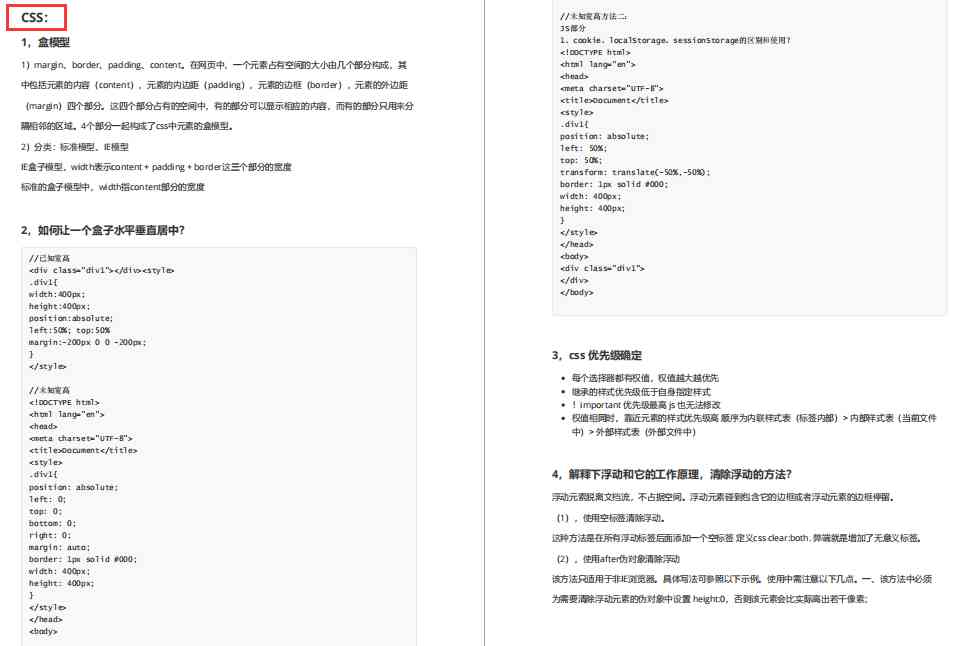 CSS:
1，盒模型
1）margin、border、padding、content。在网页中，一个元素占有空间的大小由几个部分构成，其
中包括元素的内容（content），元素的内边距（padding），元素的边框（border），元素的外边距
（margin）四个部分。这四个部分占有的空间中，有的部分可以显示相应的内容，而有的部分只用来分
隔相邻的区域。4个部分一起构成了css中元素的盒模型。
2）分类：标准模型、IE模型
IE盒子模型，width表示content + padding + border这三个部分的宽度
标准的盒子模型中，width指content部分的宽度
2，如何让一个盒子水平垂直居中？
//已知宽高
<div class="div1"></div><style>
.div1{
width:400px;
height:400px;
position:absolute;
left:50%; top:50%
margin:-200px 0 0 -200px;
}
</style>
//未知宽高
<!DOCTYPE html>
<html lang="en">
<head>
<meta charset="UTF-8">
<title>Document</title>
<style>
.div1{
position: absolute;
left: 0;
top: 0;
bottom: 0;
right: 0;
margin: auto;
border: 1px solid #000;
width: 400px;
height: 400px;
}
</style>
</head>
<body>
//未知宽高方法二:
JS部分
1. cookie、localStorage、sessionStorage的区别和使用?
<!DOCTYPE html>
<html lang="en">
<head>
<meta charset="UTF-8">
<title>Document</title>
<style>
.div1{
position: absolute;
left: 50%;
top: 50%;
transform: translate(-50%,-50%);
border: 1px solid #000;
width: 400px;
height: 400px;
}
</style>
</head>
<body>
<div class="div1">
</div>
</body>
3，css 优先级确定
• 每个选择器都有权值，权值越大越优先
• 继承的样式优先级低于自身指定样式
• ！important 优先级最高 js 也无法修改
• 权值相同时，靠近元素的样式优先级高 顺序为内联样式表（标签内部）> 内部样式表（当前文件
中）> 外部样式表（外部文件中）
4，解释下浮动和它的工作原理，清除浮动的方法？
浮动元素脱离文档流，不占据空间。浮动元素碰到包含它的边框或者浮动元素的边框停留。
（1），使用空标签清除浮动。
这种方法是在所有浮动标签后面添加一个空标签 定义css clear:both. 弊端就是增加了无意义标签。
（2），使用after伪对象清除浮动
该方法只适用于非IE浏览器。具体写法可参照以下示例。使用中需注意以下几点。一、该方法中必须
为需要清除浮动元素的伪对象中设置 height:0，否则该元素会比实际高出若干像素；